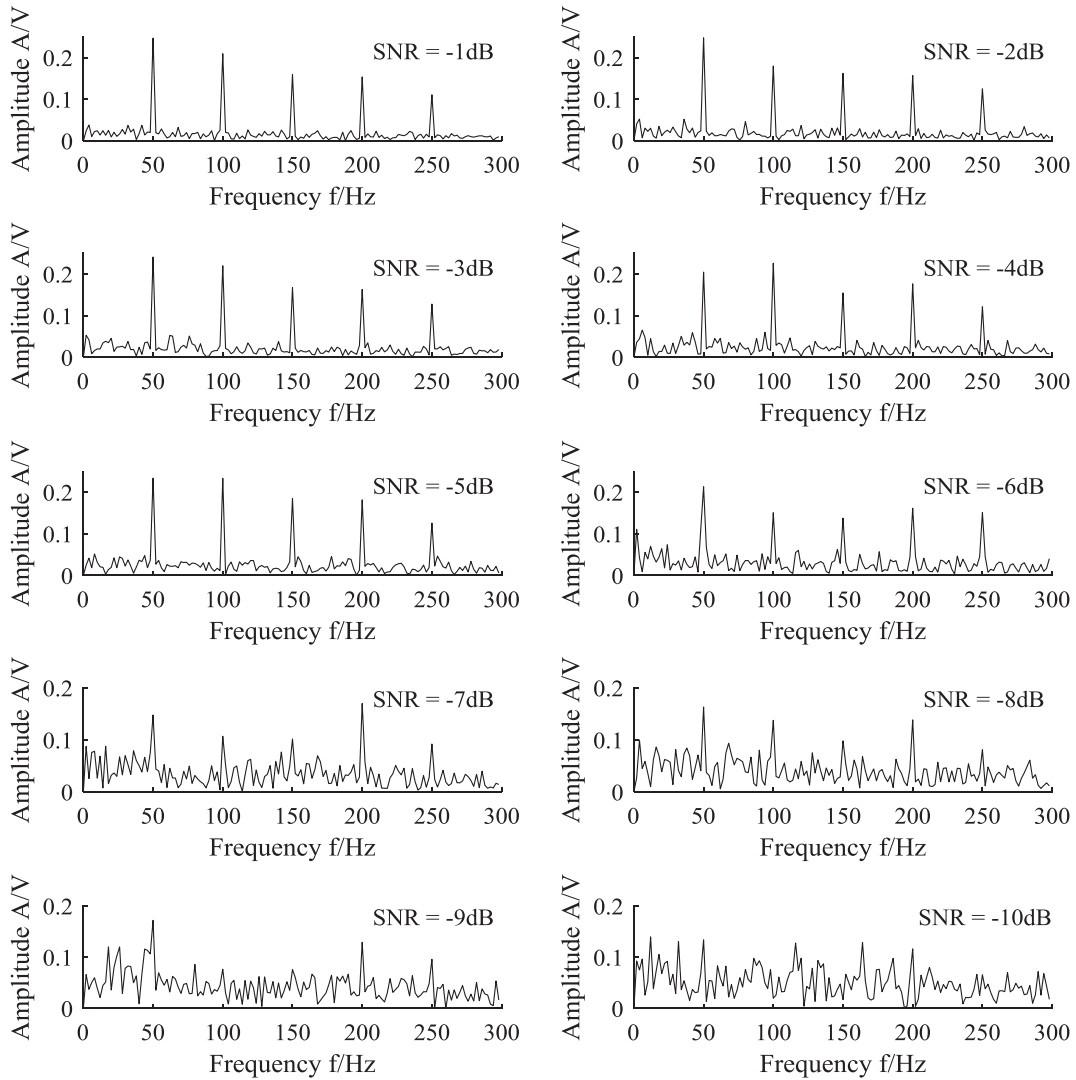 Amplitude A/V
0.2
0.1
0
SNR = -1dB
0 50 100 150 200 250 300
Frequency f/Hz
Amplitude A/V
0.2
0.1
0
SNR = -2dB
0 50 100 150 200 250 300
Frequency f/Hz
Amplitude A/V
0.2
0.1
0
SNR = -3dB
0 50 100 150 200 250 300
Frequency f/Hz
Amplitude A/V
0.2
0.1
0
SNR = -4dB
0 50 100 150 200 250 300
Frequency f/Hz
Amplitude A/V
0.2
0.1
0
SNR = -5dB
0 50 100 150 200 250 300
Frequency f/Hz
Amplitude A/V
0.2
0.1
0
SNR = -6dB
0 50 100 150 200 250 300
Frequency f/Hz
Amplitude A/V
0.2
0.1
0
SNR = -7dB
0 50 100 150 200 250 300
Frequency f/Hz
Amplitude A/V
0.2
0.1
0
SNR = -8dB
0 50 100 150 200 250 300
Frequency f/Hz
Amplitude A/V
0.2
0.1
0
SNR = -9dB
0 50 100 150 200 250 300
Frequency f/Hz
Amplitude A/V
0.2
0.1
0
SNR = -10dB
0 50 100 150 200 250 300
Frequency f/Hz